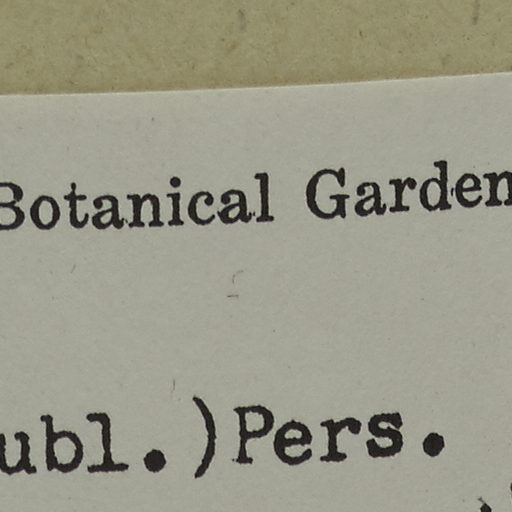 Botanical Garden
ubl.)Pers.